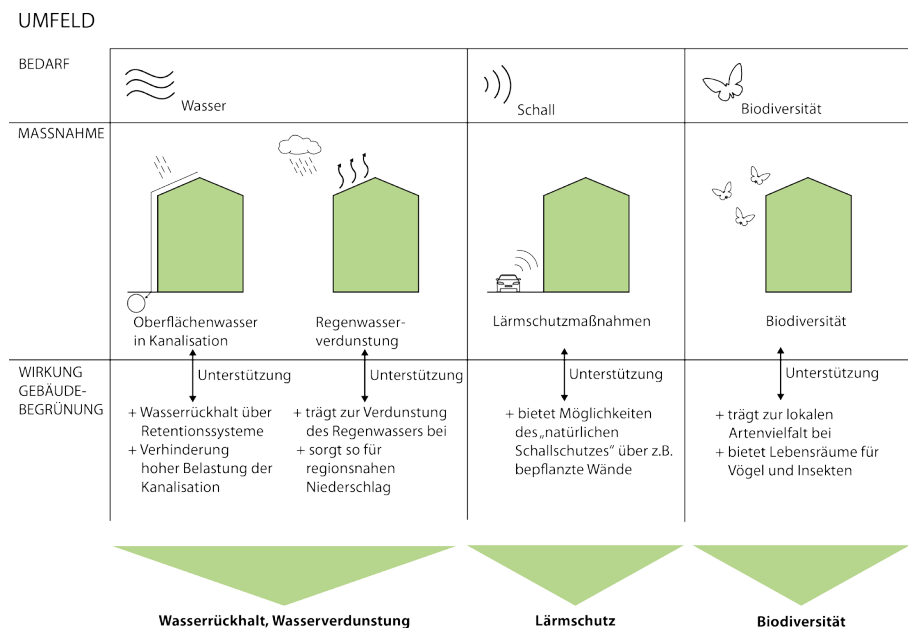 UMFELD
BEDARF
Wasser
Schall
Biodiversität
MASSNAHME
Oberflächenwasser
in Kanalisation
Regenwasser-
verdunstung
Lärmschutzmaßnahmen
Biodiversität
WIRKUNG
GEBÄUDE-
BEGRÜNUNG
Unterstützung
+ Wasserrückhalt über
Retentionssysteme
+ Verhinderung
hoher Belastung der
Kanalisation
Unterstützung
+ trägt zur Verdunstung
des Regenwassers bei
+ sorgt so für
regionsnahen
Niederschlag
Unterstützung
+ bietet Möglichkeiten
des „natürlichen
Schallschutzes“ über z.B.
bepflanzte Wände
Unterstützung
+ trägt zur lokalen
Artenvielfalt bei
+ bietet Lebensräume für
Vögel und Insekten
Wasserrückhalt, Wasserverdunstung
Lärmschutz
Biodiversität